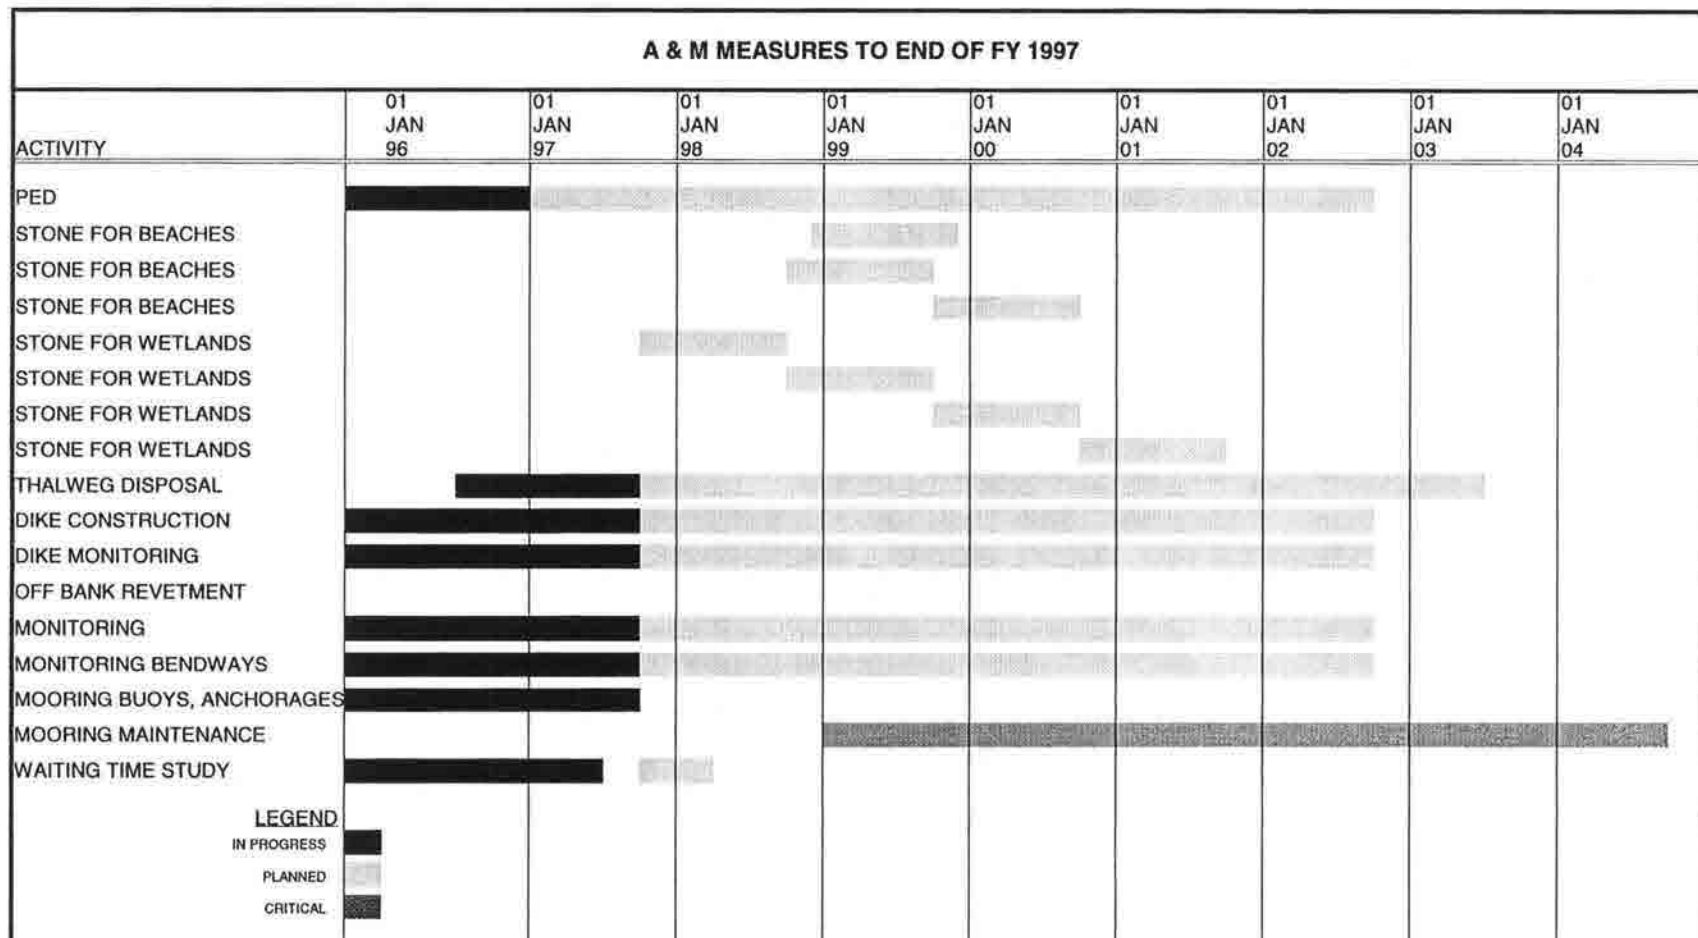 A & M MEASURES TO END OF FY 1997
01 01 01 01 01 01 01 01 01
JAN JAN JAN JAN JAN JAN JAN JAN JAN
ACTIVITY 96 97 98 99 00 01 02 03 04
PED
STONE FOR BEACHES
STONE FOR BEACHES
STONE FOR BEACHES
STONE FOR WETLANDS
STONE FOR WETLANDS
STONE FOR WETLANDS
STONE FOR WETLANDS
THALWEG DISPOSAL
DIKE CONSTRUCTION
DIKE MONITORING
OFF BANK REVETMENT
MONITORING
MONITORING BENDWAYS
MOORING BUOYS, ANCHORAGES
MOORING MAINTENANCE
WAITING TIME STUDY
LEGEND
IN PROGRESS
PLANNED
CRITICAL